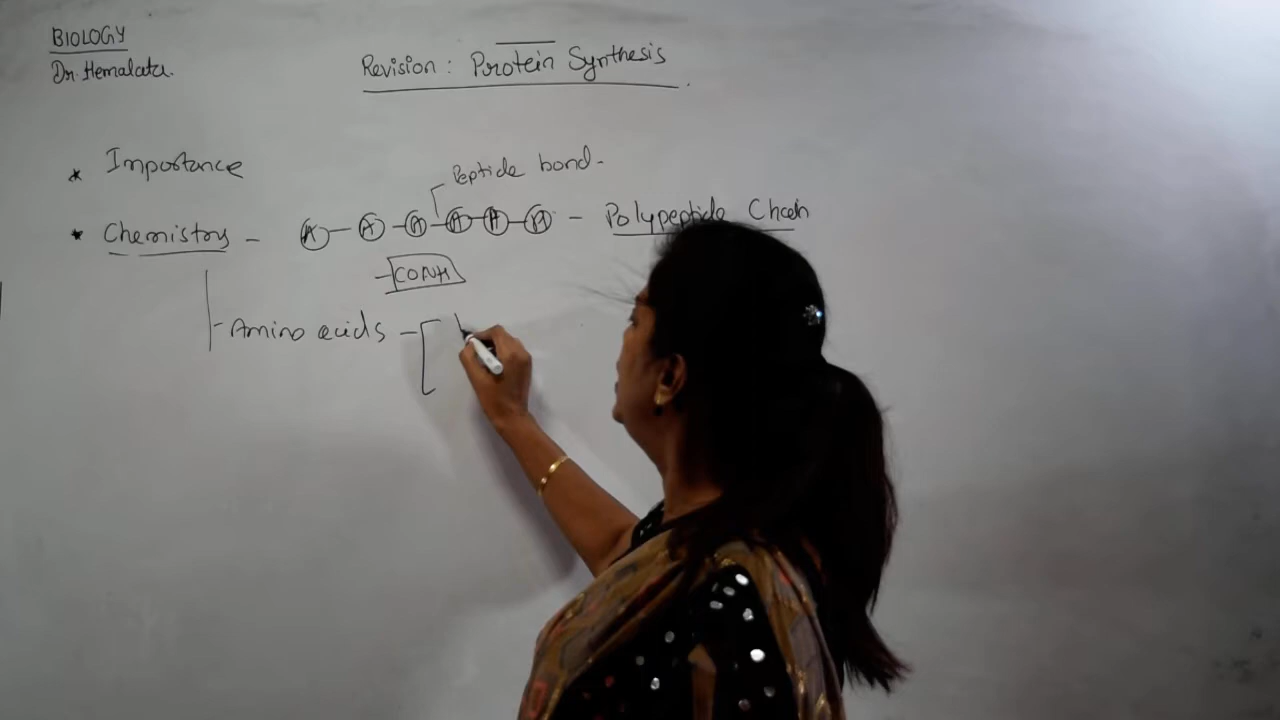 BIOLOGY
Dr. Hemalata.
Revision : Protein Synthesis
* Importance
Peptide bond-
* Chemistry - A - A - A - A - A - A - Polypeptide Chain
- CONH
- Amino acids -